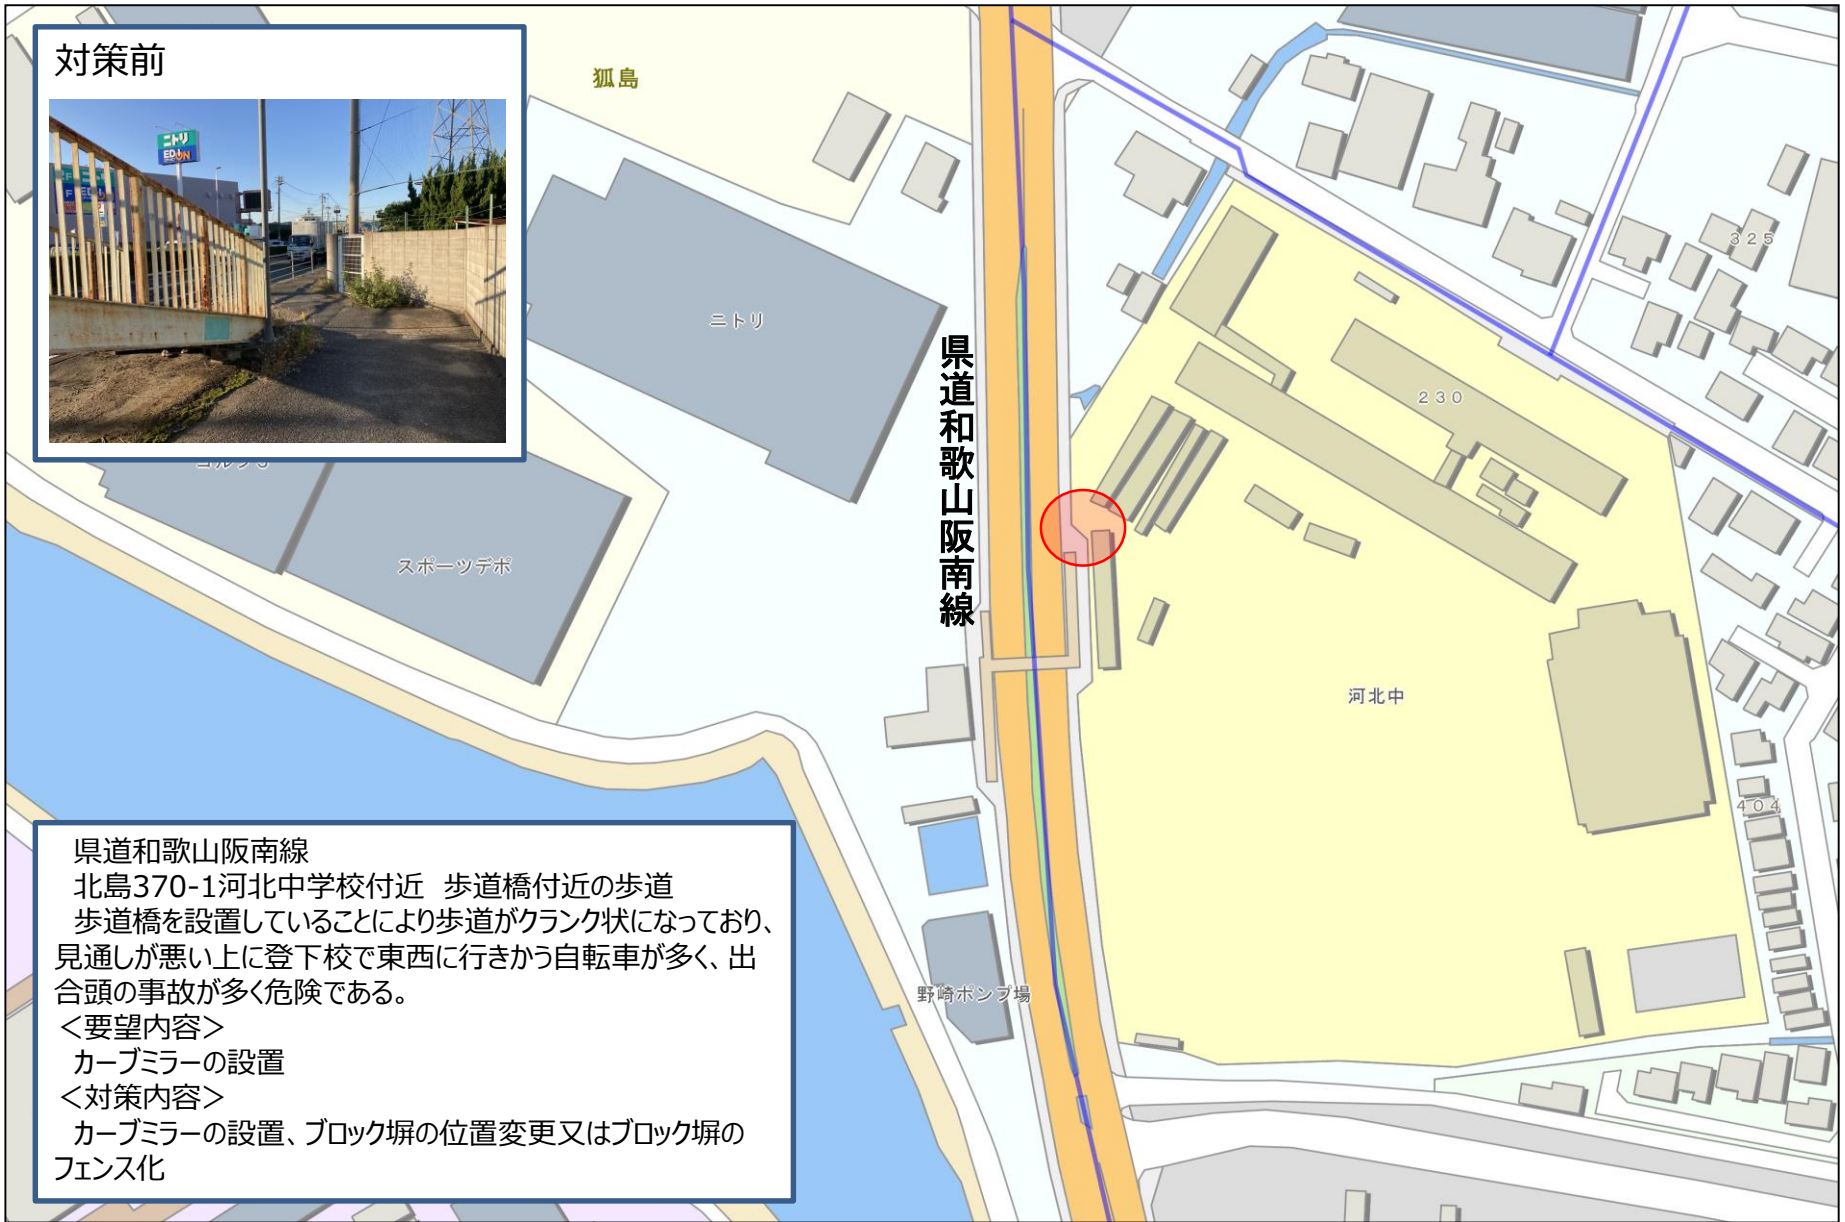 対策前
ニトリ
EDION
狐島
ニトリ
県道和歌山阪南線
325
230
スポーツデポ
河北中
404
野崎ポンプ場
県道和歌山阪南線
北島370-1河北中学校付近 歩道橋付近の歩道
歩道橋を設置していることにより歩道がクランク状になっており、
見通しが悪い上に登下校で東西に行きかう自転車が多く、出
合頭の事故が多く危険である。
＜要望内容＞
カーブミラーの設置
＜対策内容＞
カーブミラーの設置、ブロック塀の位置変更又はブロック塀の
フェンス化